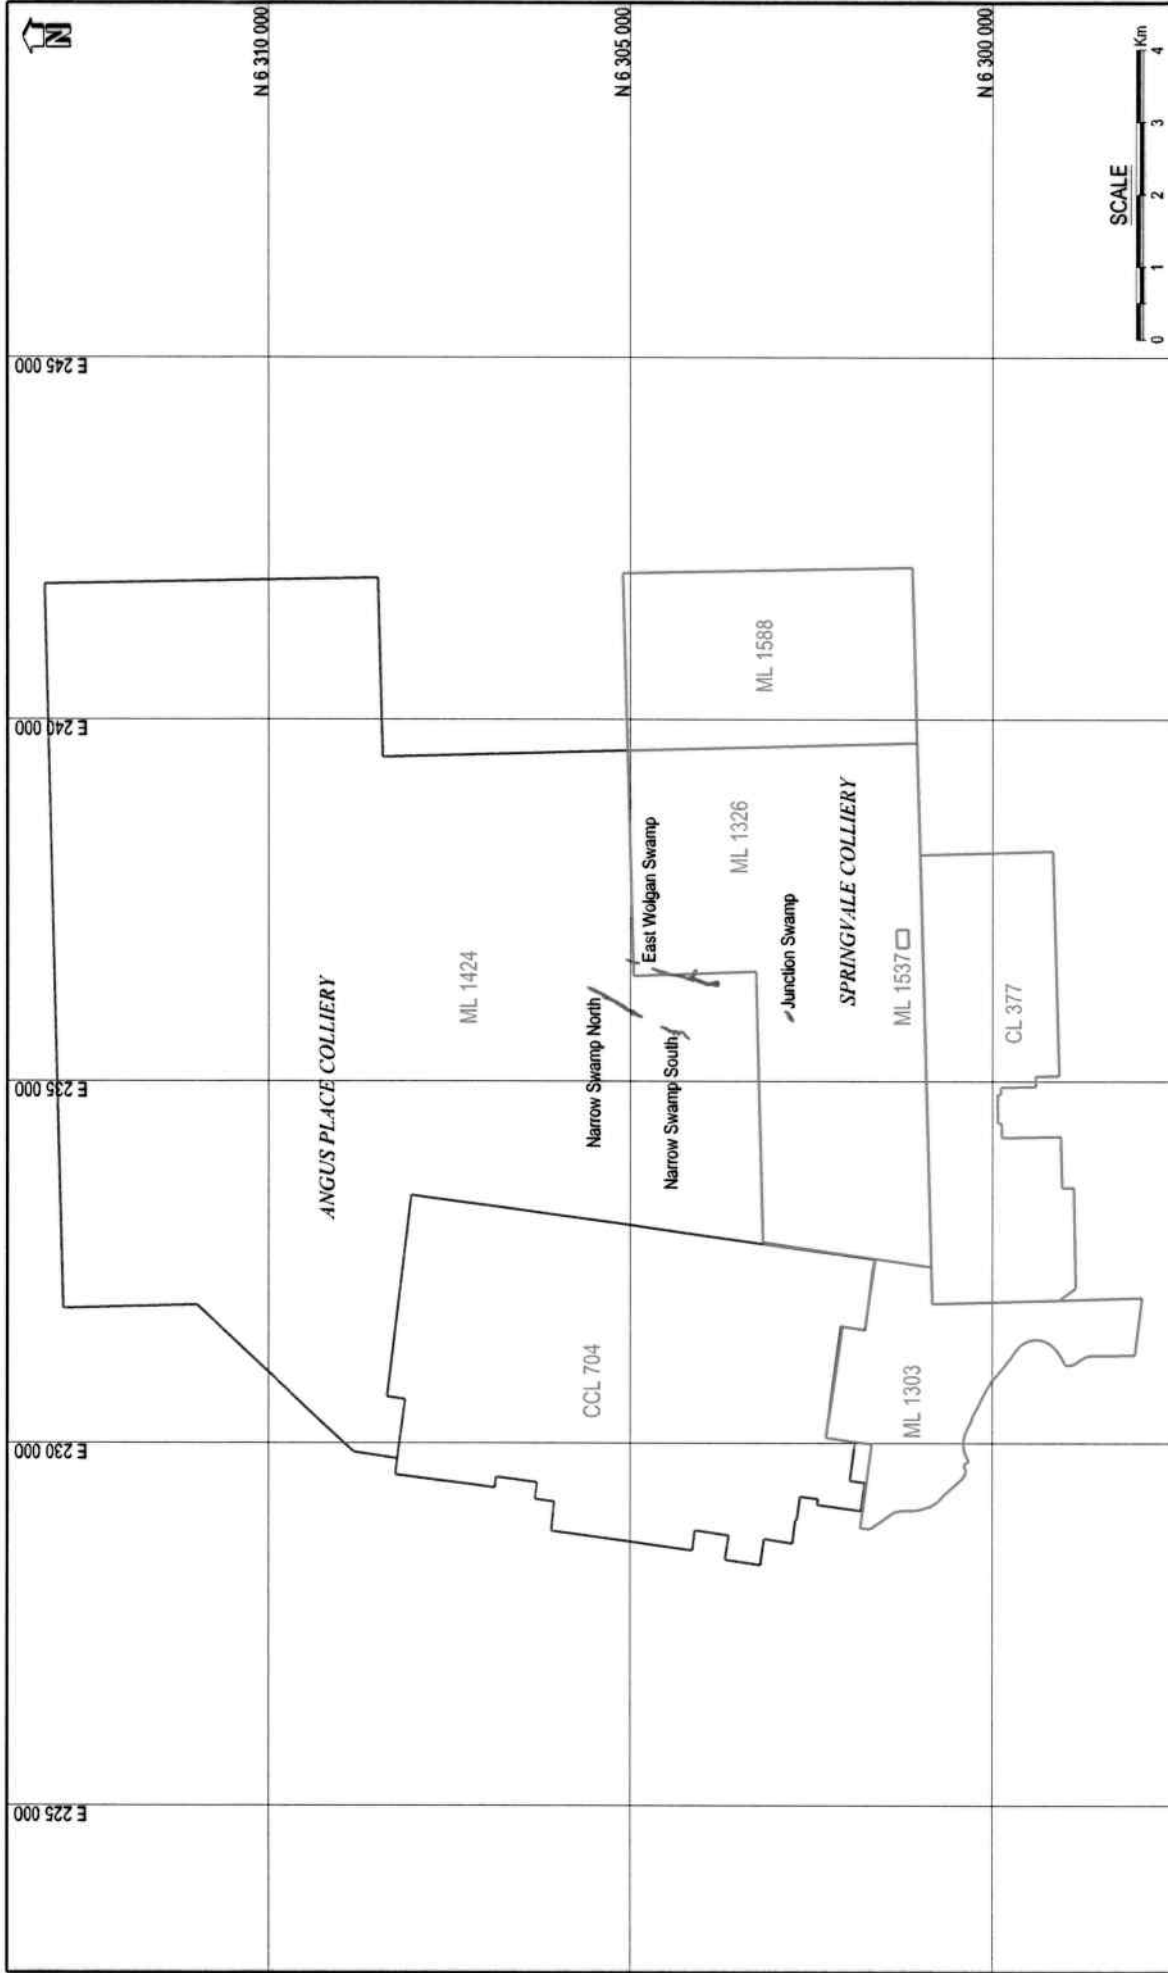 N
E 225 000
E 230 000
E 235 000
E 240 000
E 245 000
N 6 310 000
ANGUS PLACE COLLIERY
ML 1424
CCL 704
Narrow Swamp North
N 6 305 000
East Wolgan Swamp
Narrow Swamp South
ML 1326
ML 1588
Junction Swamp
SPRINGVALE COLLIERY
ML 1537
ML 1303
CL 377
N 6 300 000
SCALE
0 1 2 3 4 Km